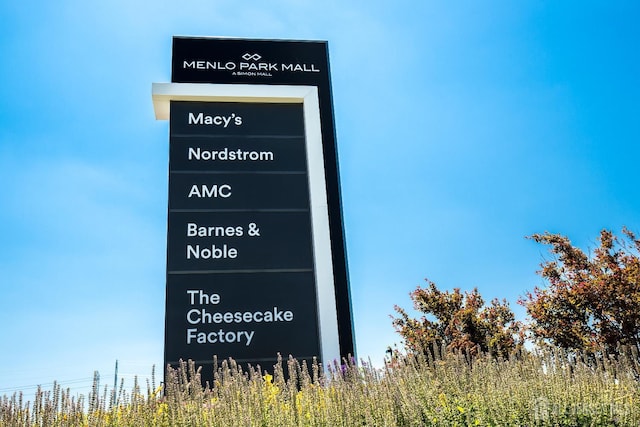 MENLO PARK MALL
A SIMON MALL
Macy's
Nordstrom
AMC
Barnes &
Noble
The
Cheesecake
Factory